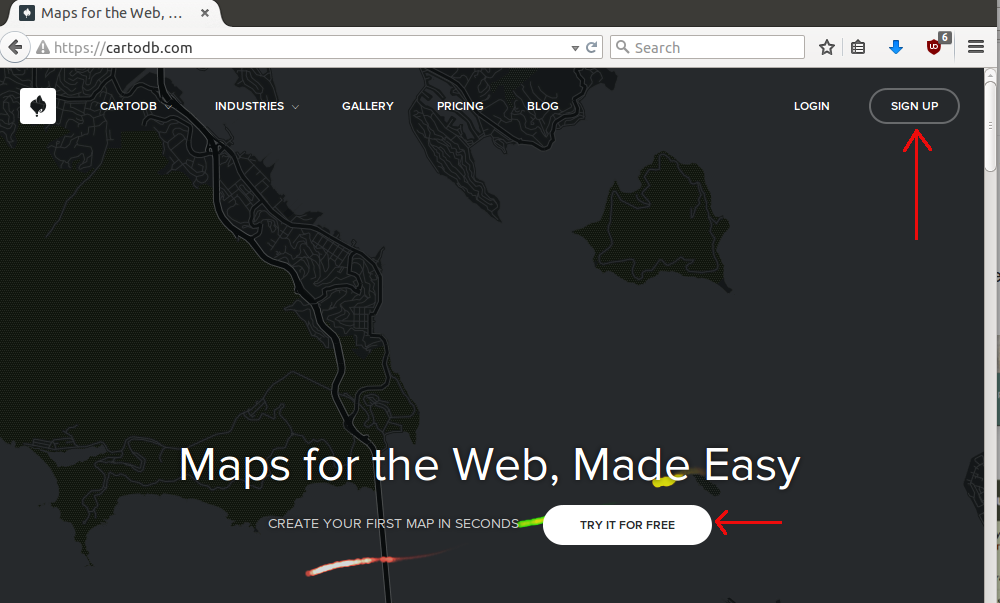 Maps for the Web, ...
https://cartodb.com
Search
6
CARTODB INDUSTRIES GALLERY PRICING BLOG LOGIN SIGN UP
Maps for the Web, Made Easy
CREATE YOUR FIRST MAP IN SECONDS TRY IT FOR FREE